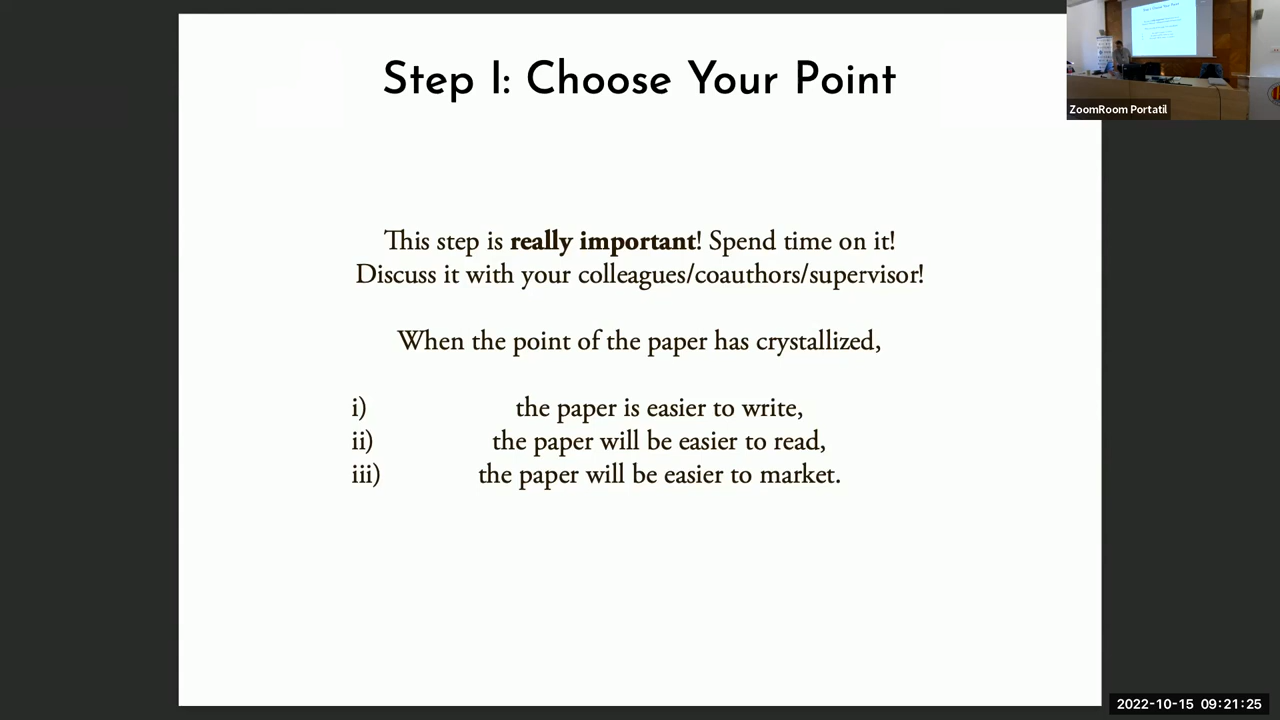 Step I: Choose Your Point
This step is really important! Spend time on it!
Discuss it with your colleagues/coauthors/supervisor!
When the point of the paper has crystallized,
i) the paper is easier to write,
ii) the paper will be easier to read,
iii) the paper will be easier to market.
ZoomRoom Portatil
2022-10-15 09:21:25